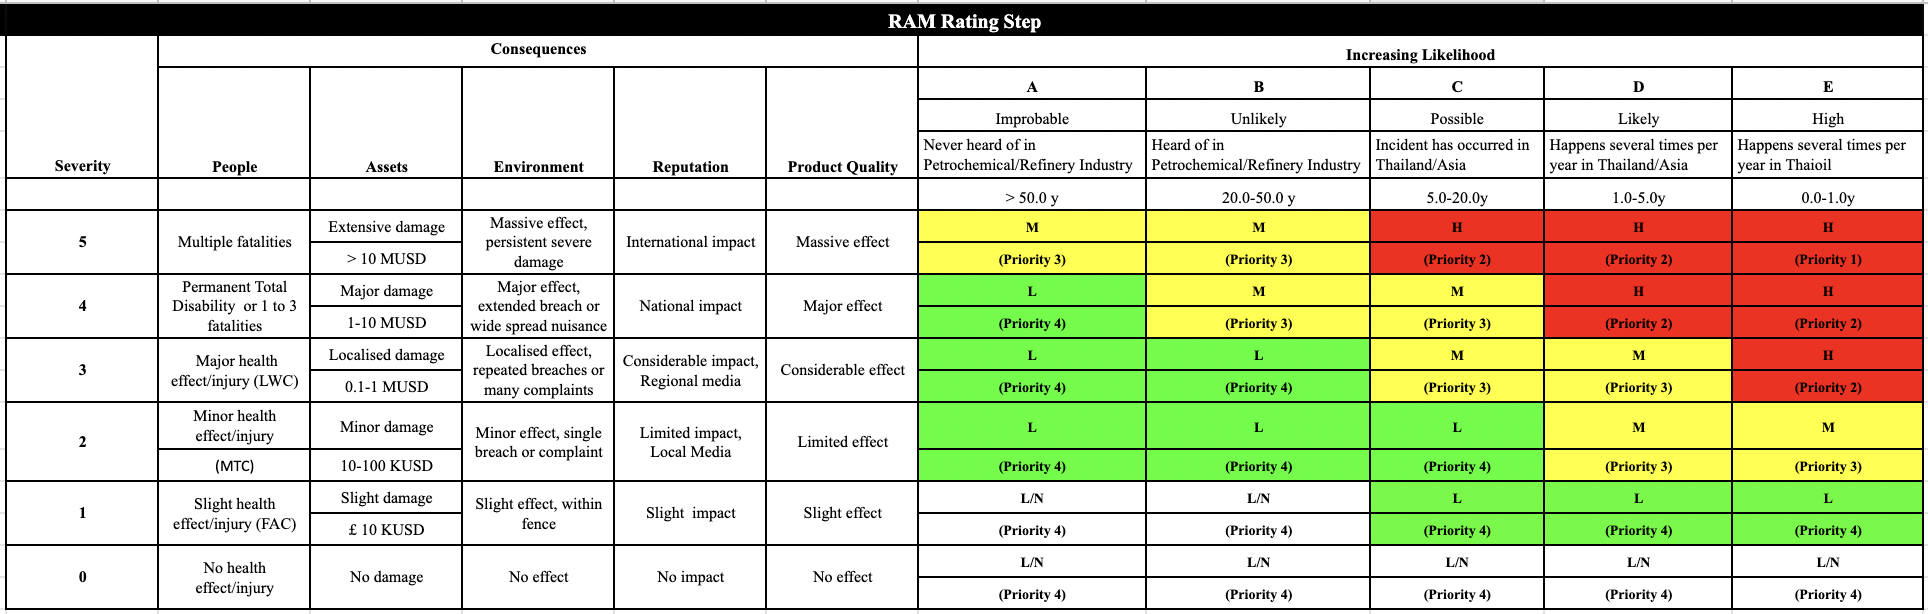 RAM Rating Step
Consequences
Increasing Likelihood
A
B
C
D
E
Improbable
Unlikely
Possible
Likely
High
Severity
People
Assets
Environment
Reputation
Product Quality
Never heard of in
Petrochemical/Refinery Industry
Heard of in
Petrochemical/Refinery Industry
Incident has occurred in
Thailand/Asia
Happens several times per
year in Thailand/Asia
Happens several times per
year in Thaioil
> 50.0 y
20.0-50.0 y
5.0-20.0y
1.0-5.0y
0.0-1.0y
5
Multiple fatalities
Extensive damage
> 10 MUSD
Massive effect,
persistent severe
damage
International impact
Massive effect
M
M
H
H
H
(Priority 3)
(Priority 3)
(Priority 2)
(Priority 2)
(Priority 1)
4
Permanent Total
Disability or 1 to 3
fatalities
Major damage
1-10 MUSD
Major effect,
extended breach or
wide spread nuisance
National impact
Major effect
L
M
M
H
H
(Priority 4)
(Priority 3)
(Priority 3)
(Priority 2)
(Priority 2)
3
Major health
effect/injury (LWC)
Localised damage
0.1-1 MUSD
Localised effect,
repeated breaches or
many complaints
Considerable impact,
Regional media
Considerable effect
L
L
M
M
H
(Priority 4)
(Priority 4)
(Priority 3)
(Priority 3)
(Priority 2)
2
Minor health
effect/injury
(MTC)
Minor damage
10-100 KUSD
Minor effect, single
breach or complaint
Limited impact,
Local Media
Limited effect
L
L
L
M
M
(Priority 4)
(Priority 4)
(Priority 4)
(Priority 3)
(Priority 3)
1
Slight health
effect/injury (FAC)
Slight damage
£ 10 KUSD
Slight effect, within
fence
Slight impact
Slight effect
L/N
L/N
L
L
L
(Priority 4)
(Priority 4)
(Priority 4)
(Priority 4)
(Priority 4)
0
No health
effect/injury
No damage
No effect
No impact
No effect
L/N
L/N
L/N
L/N
L/N
(Priority 4)
(Priority 4)
(Priority 4)
(Priority 4)
(Priority 4)